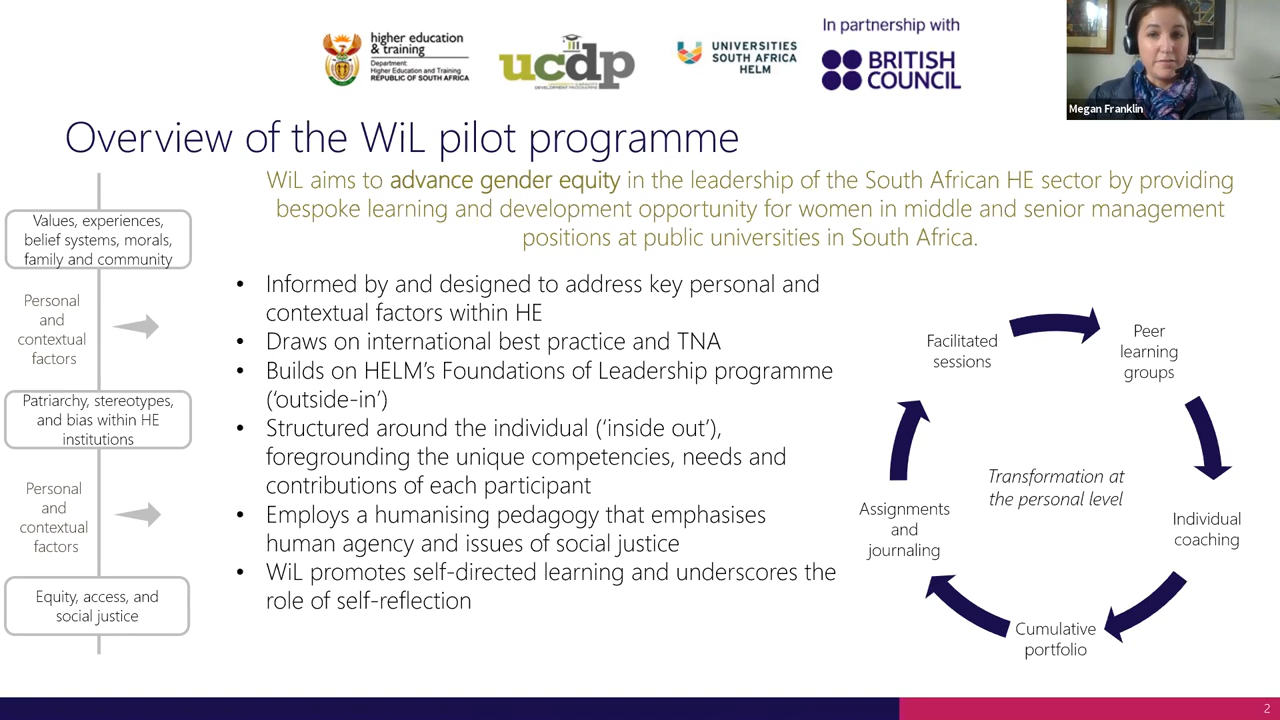 higher education
& training
Department:
Higher Education and Training
REPUBLIC OF SOUTH AFRICA
ucdp
UNIVERSITY CAPACITY
DEVELOPMENT PROGRAMME
UNIVERSITIES
SOUTH AFRICA
HELM
In partnership with
BRITISH
COUNCIL
Megan Franklin
Overview of the WiL pilot programme
WiL aims to advance gender equity in the leadership of the South African HE sector by providing
bespoke learning and development opportunity for women in middle and senior management
positions at public universities in South Africa.
Values, experiences,
belief systems, morals,
family and community
Personal
and
contextual
factors
Patriarchy, stereotypes,
and bias within HE
institutions
Personal
and
contextual
factors
Equity, access, and
social justice
• Informed by and designed to address key personal and
contextual factors within HE
• Draws on international best practice and TNA
• Builds on HELM’s Foundations of Leadership programme
(‘outside-in’)
• Structured around the individual (‘inside out’),
foregrounding the unique competencies, needs and
contributions of each participant
• Employs a humanising pedagogy that emphasises
human agency and issues of social justice
• WiL promotes self-directed learning and underscores the
role of self-reflection
Facilitated
sessions
Peer
learning
groups
Individual
coaching
Cumulative
portfolio
Assignments
and
journaling
Transformation at
the personal level
2